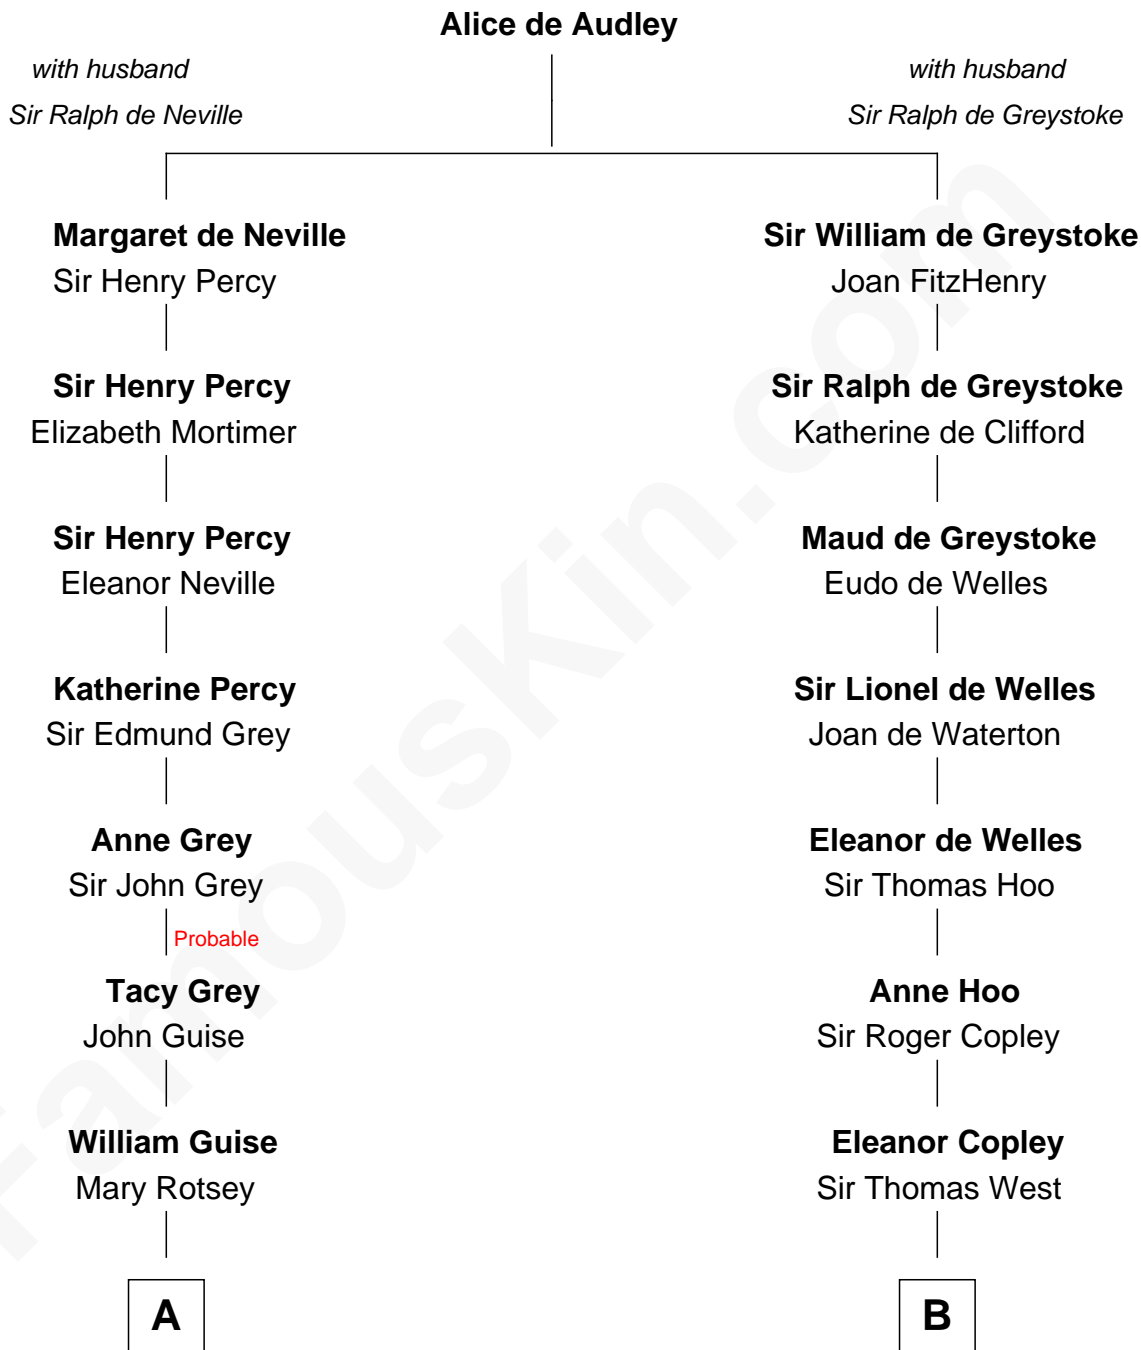 Alice de Audley
with husband
Sir Ralph de Neville
with husband
Sir Ralph de Greystoke
Margaret de Neville
Sir Henry Percy
Sir William de Greystoke
Joan FitzHenry
Sir Henry Percy
Elizabeth Mortimer
Sir Ralph de Greystoke
Katherine de Clifford
Sir Henry Percy
Eleanor Neville
Maud de Greystoke
Eudo de Welles
Katherine Percy
Sir Edmund Grey
Sir Lionel de Welles
Joan de Waterton
Anne Grey
Sir John Grey
Eleanor de Welles
Sir Thomas Hoo
Probable
Tacy Grey
John Guise
Anne Hoo
Sir Roger Copley
William Guise
Mary Rotsey
Eleanor Copley
Sir Thomas West
A
B
FamousKin.com